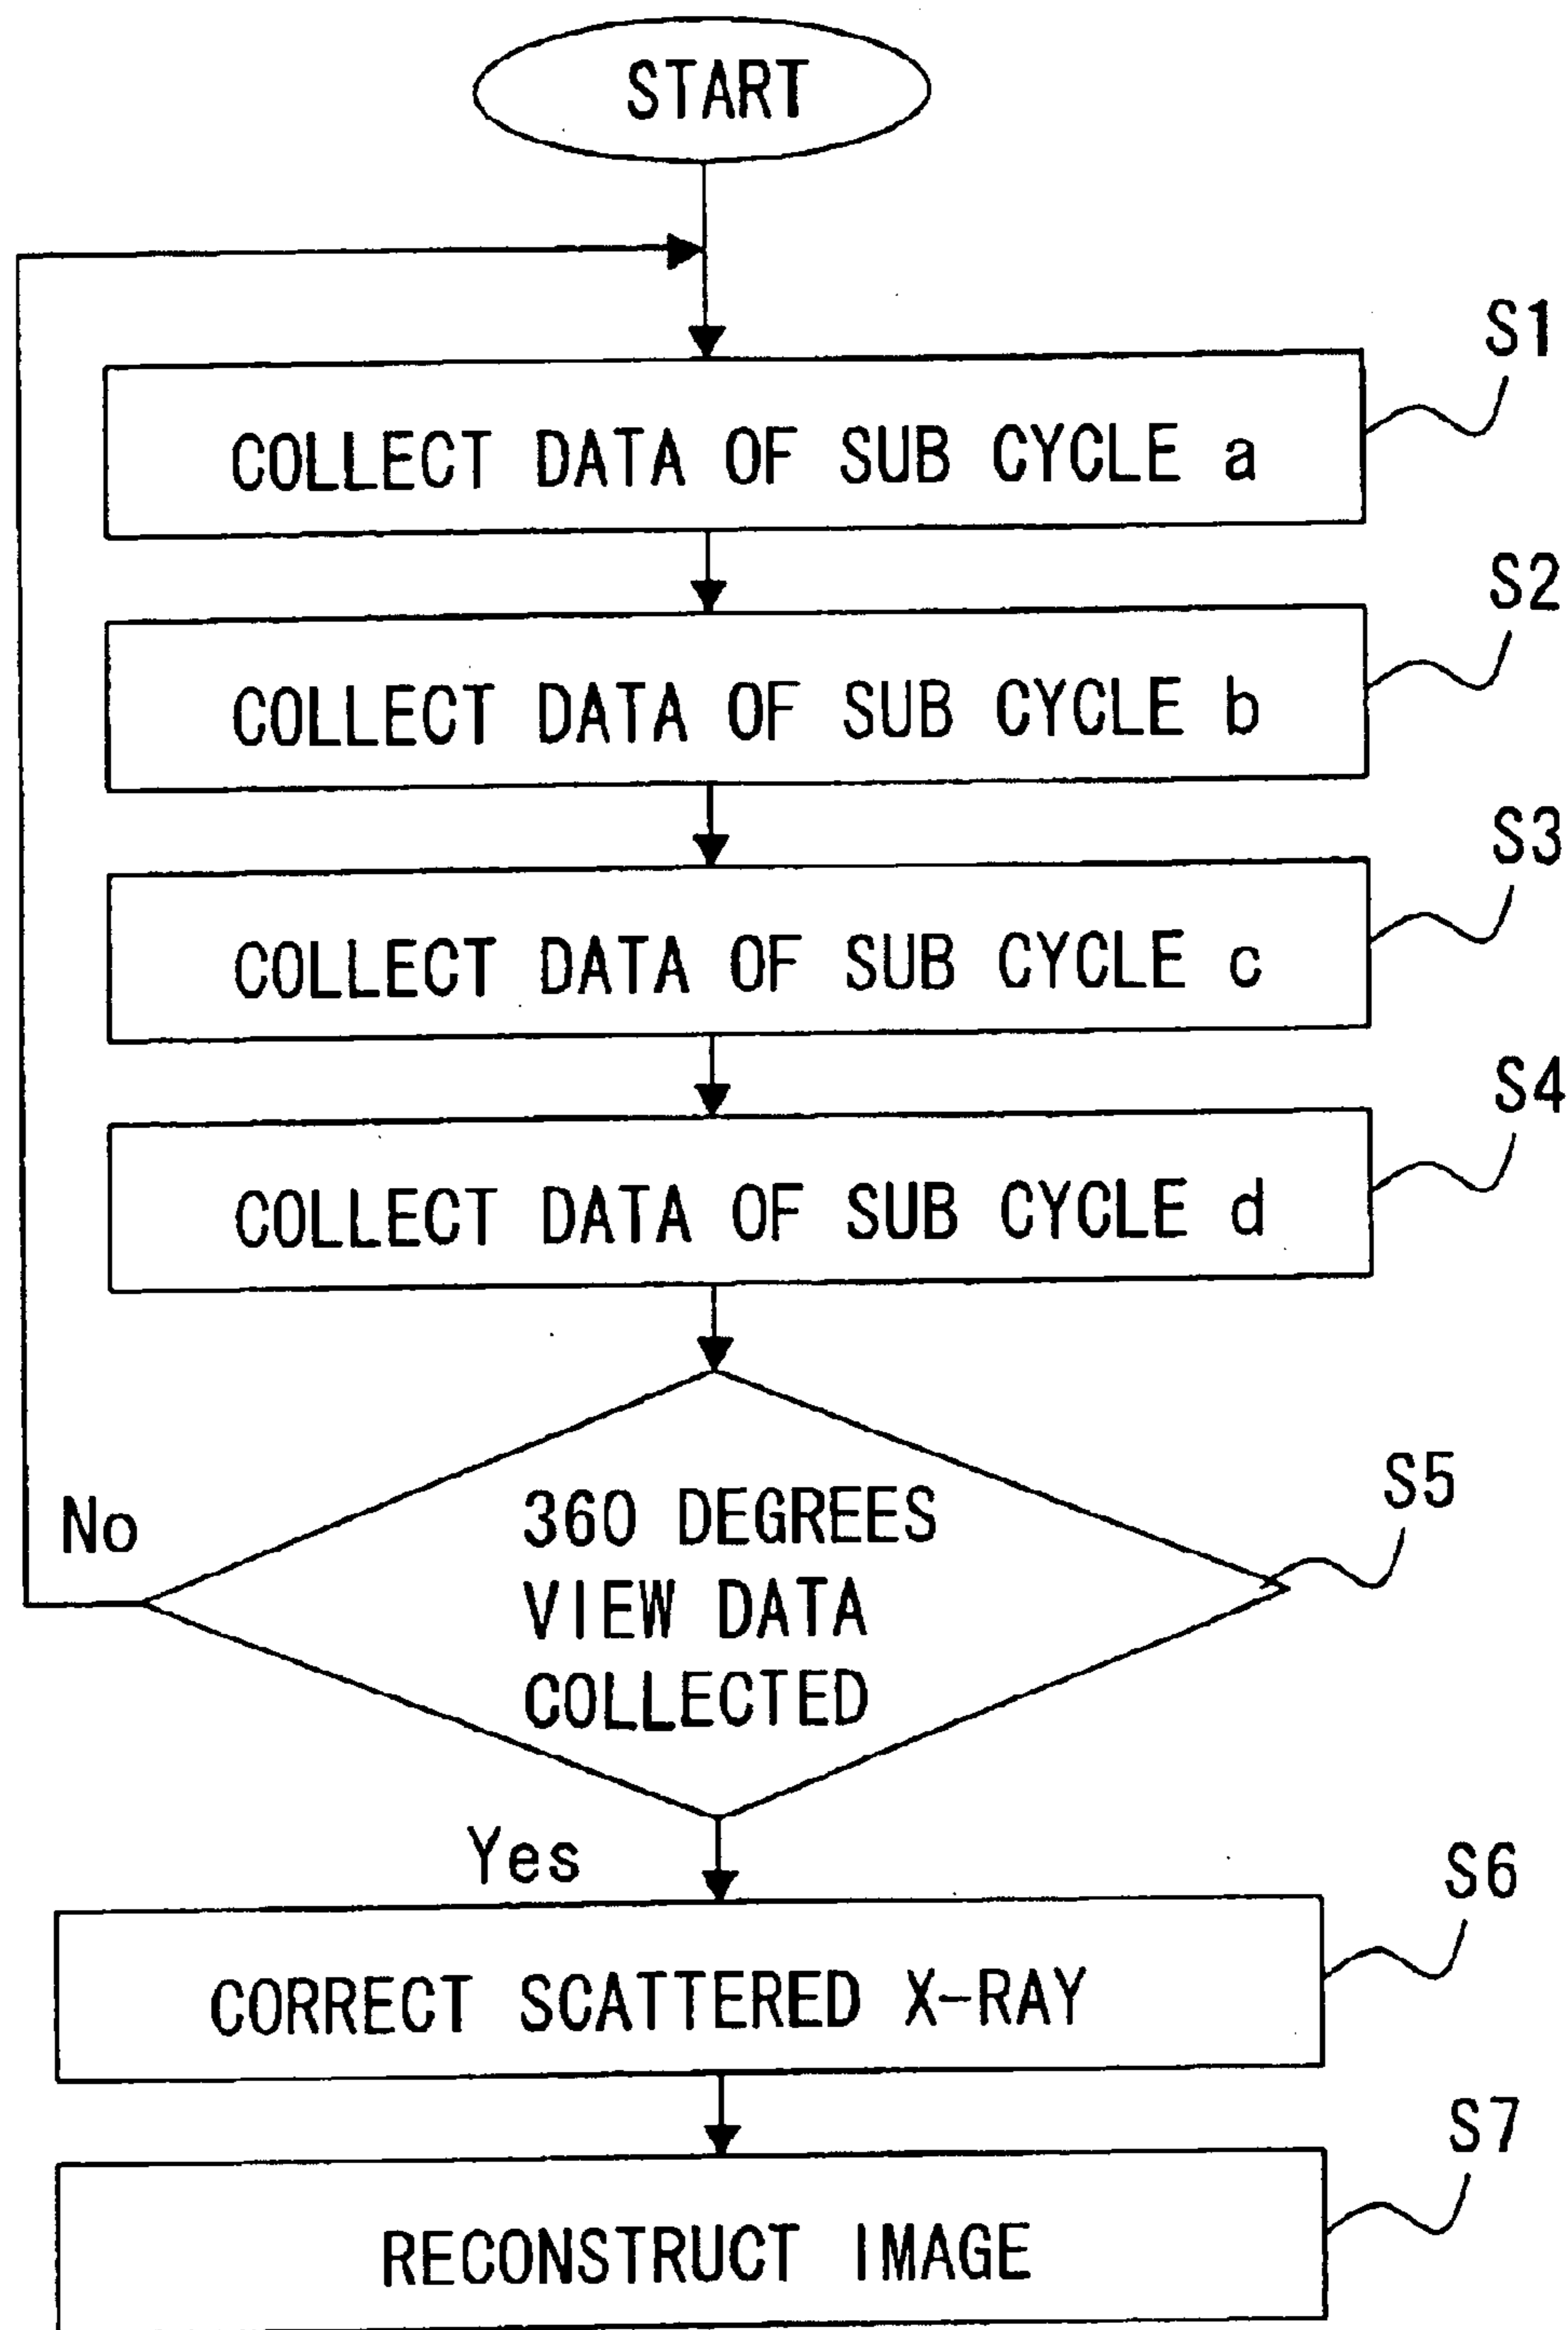 START
S1
COLLECT DATA OF SUB CYCLE a
S2
COLLECT DATA OF SUB CYCLE b
S3
COLLECT DATA OF SUB CYCLE c
S4
COLLECT DATA OF SUB CYCLE d
S5
No
360 DEGREES
VIEW DATA
COLLECTED
Yes
S6
CORRECT SCATTERED X-RAY
S7
RECONSTRUCT IMAGE